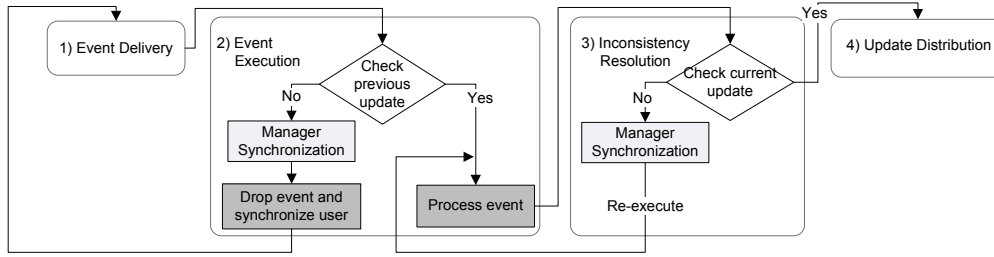 1) Event Delivery
2) Event
Execution
Check
previous
update
No
Yes
Manager
Synchronization
Drop event and
synchronize user
Process event
3) Inconsistency
Resolution
Check current
update
No
Yes
Manager
Synchronization
Re-execute
4) Update Distribution